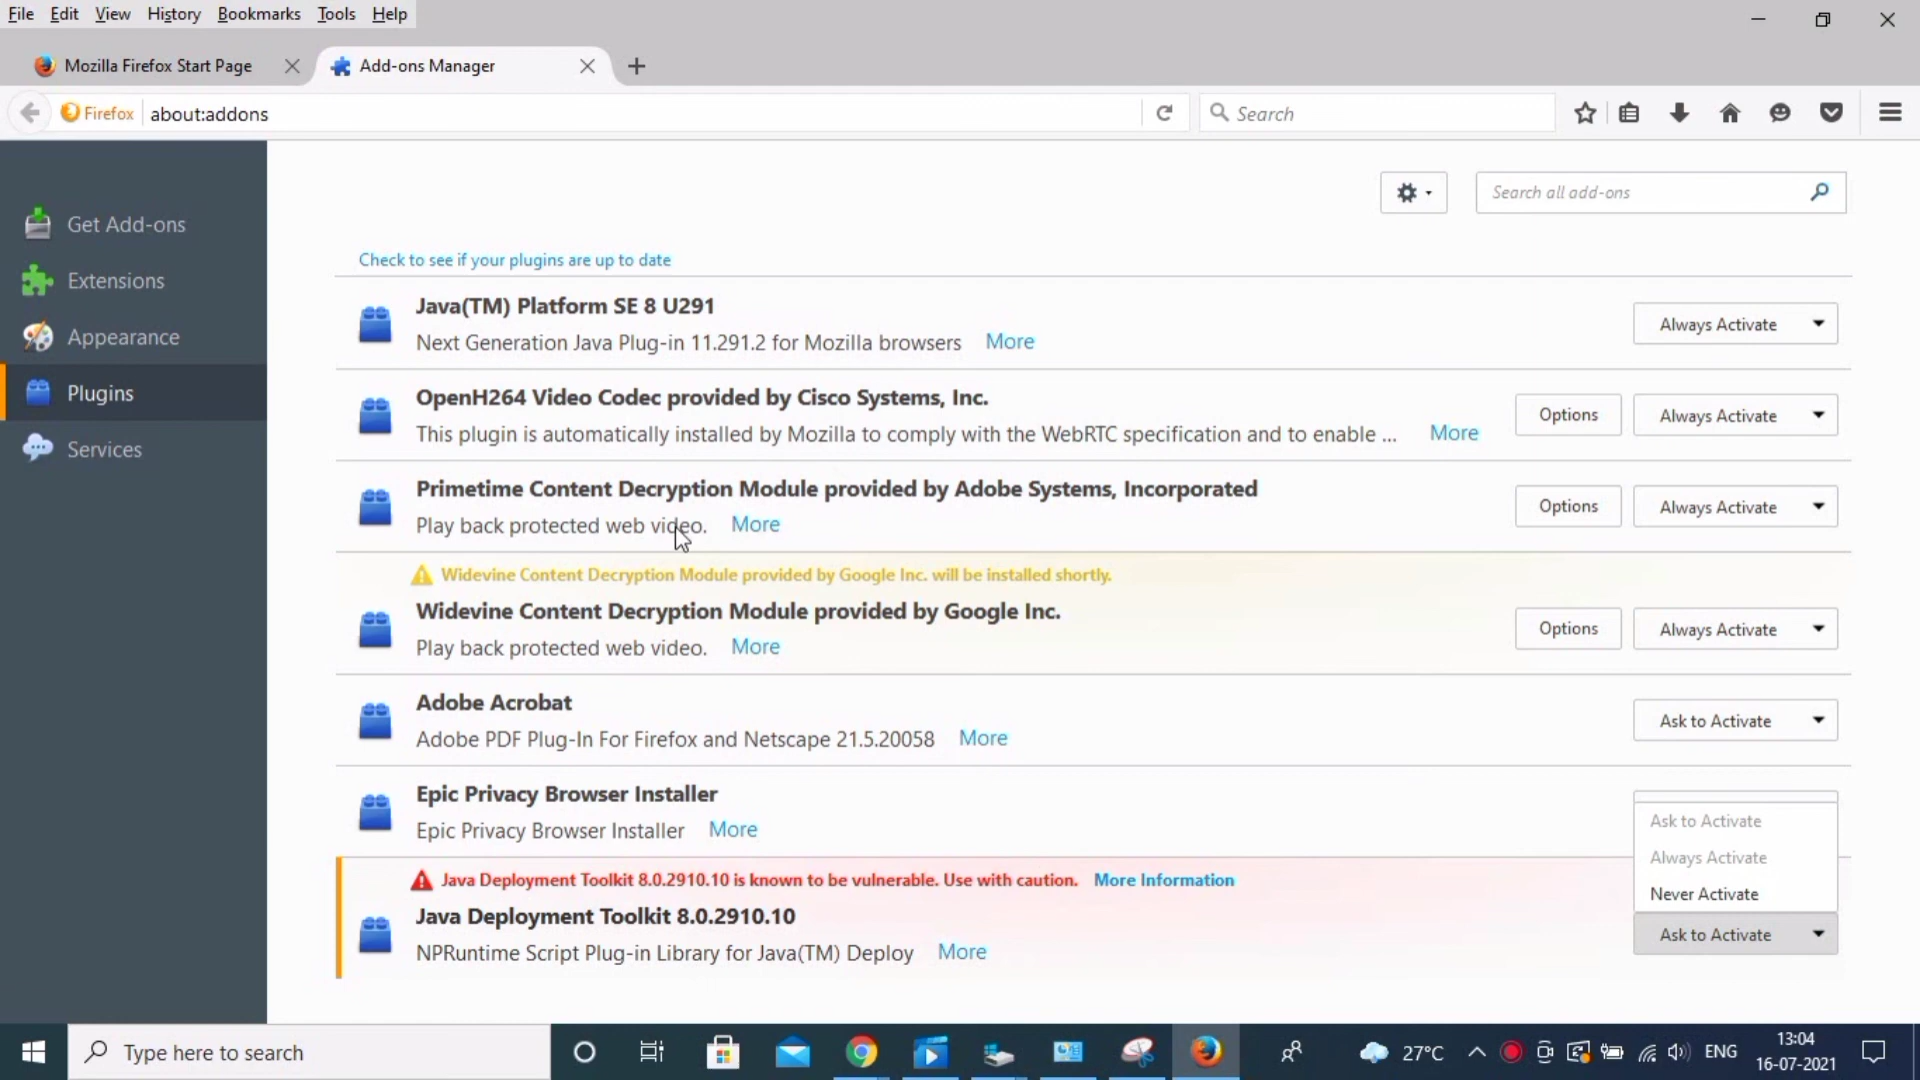 File Edit View History Bookmarks Tools Help
Mozilla Firefox Start Page
Add-ons Manager
Firefox about:addons
Search
Get Add-ons
Extensions
Appearance
Plugins
Services
Search all add-ons
Check to see if your plugins are up to date
Java(TM) Platform SE 8 U291
Next Generation Java Plug-in 11.291.2 for Mozilla browsers More
Always Activate
OpenH264 Video Codec provided by Cisco Systems, Inc.
This plugin is automatically installed by Mozilla to comply with the WebRTC specification and to enable ... More
Options Always Activate
Primetime Content Decryption Module provided by Adobe Systems, Incorporated
Play back protected web video. More
Options Always Activate
Widevine Content Decryption Module provided by Google Inc. will be installed shortly.
Widevine Content Decryption Module provided by Google Inc.
Play back protected web video. More
Options Always Activate
Adobe Acrobat
Adobe PDF Plug-In For Firefox and Netscape 21.5.20058 More
Ask to Activate
Epic Privacy Browser Installer
Epic Privacy Browser Installer More
Ask to Activate
Always Activate
Never Activate
Java Deployment Toolkit 8.0.2910.10 is known to be vulnerable. Use with caution. More Information
Java Deployment Toolkit 8.0.2910.10
NPRuntime Script Plug-in Library for Java(TM) Deploy More
Ask to Activate
Type here to search
27°C
ENG
13:04
16-07-2021